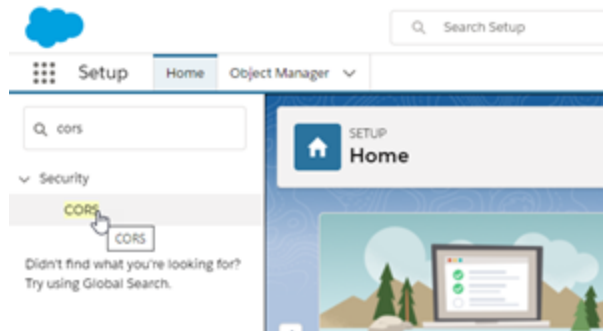 Search Setup
Setup Home Object Manager
cors
SETUP
Home
Security
CORS
CORS
Didn't find what you're looking for?
Try using Global Search.